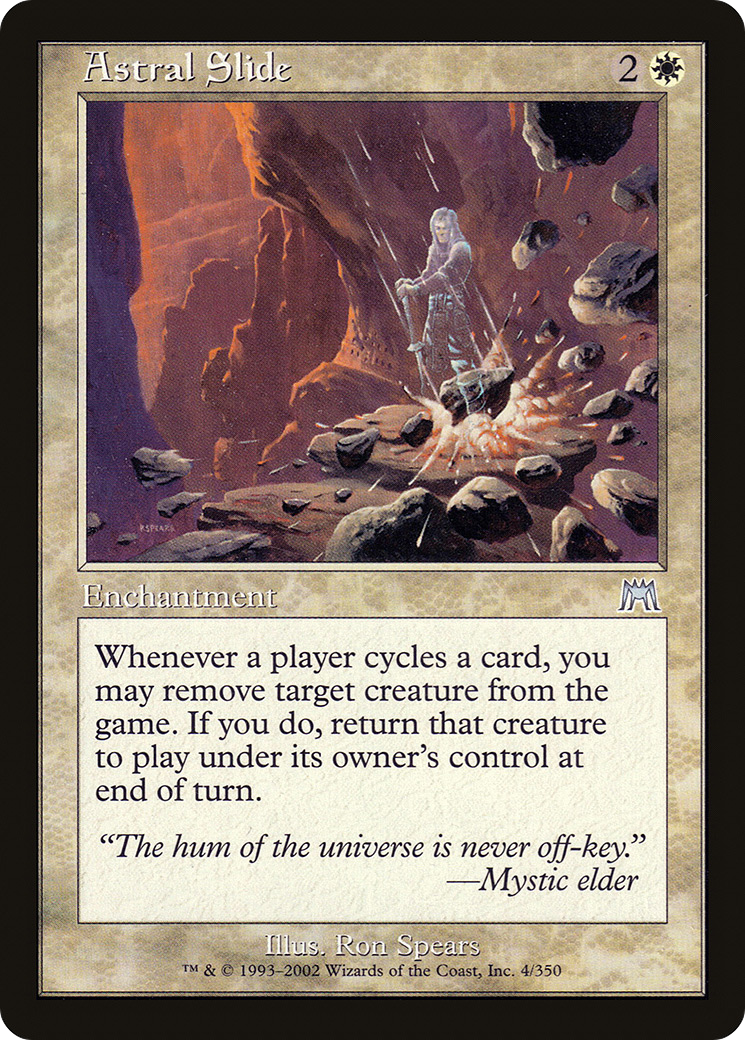 Astral Slide 2
R.SPEARS
Enchantment
Whenever a player cycles a card, you
may remove target creature from the
game. If you do, return that creature
to play under its owner's control at
end of turn.
“The hum of the universe is never off-key.”
—Mystic elder
Illus. Ron Spears
™ & © 1993–2002 Wizards of the Coast, Inc. 4/350